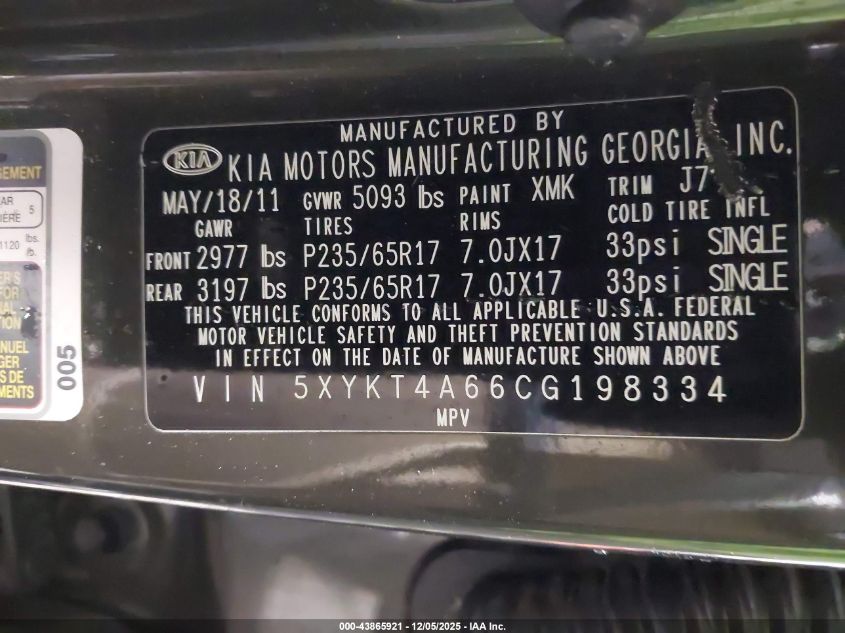 MANUFACTURED BY
KIA KIA MOTORS MANUFACTURING GEORGIA, INC.
MAY/18/11 GVWR 5093 lbs PAINT XMK TRIM J7
GAWR TIRES RIMS COLD TIRE INFL
FRONT 2977 lbs P235/65R17 7.0JX17 33psi SINGLE
REAR 3197 lbs P235/65R17 7.0JX17 33psi SINGLE
THIS VEHICLE CONFORMS TO ALL APPLICABLE U.S.A. FEDERAL
MOTOR VEHICLE SAFETY AND THEFT PREVENTION STANDARDS
IN EFFECT ON THE DATE OF MANUFACTURE SHOWN ABOVE
VIN 5XYKT4A66CG198334
MPV
5
1120 lbs.
lb.
005
000-43865921 - 12/05/2025 - IAA Inc.